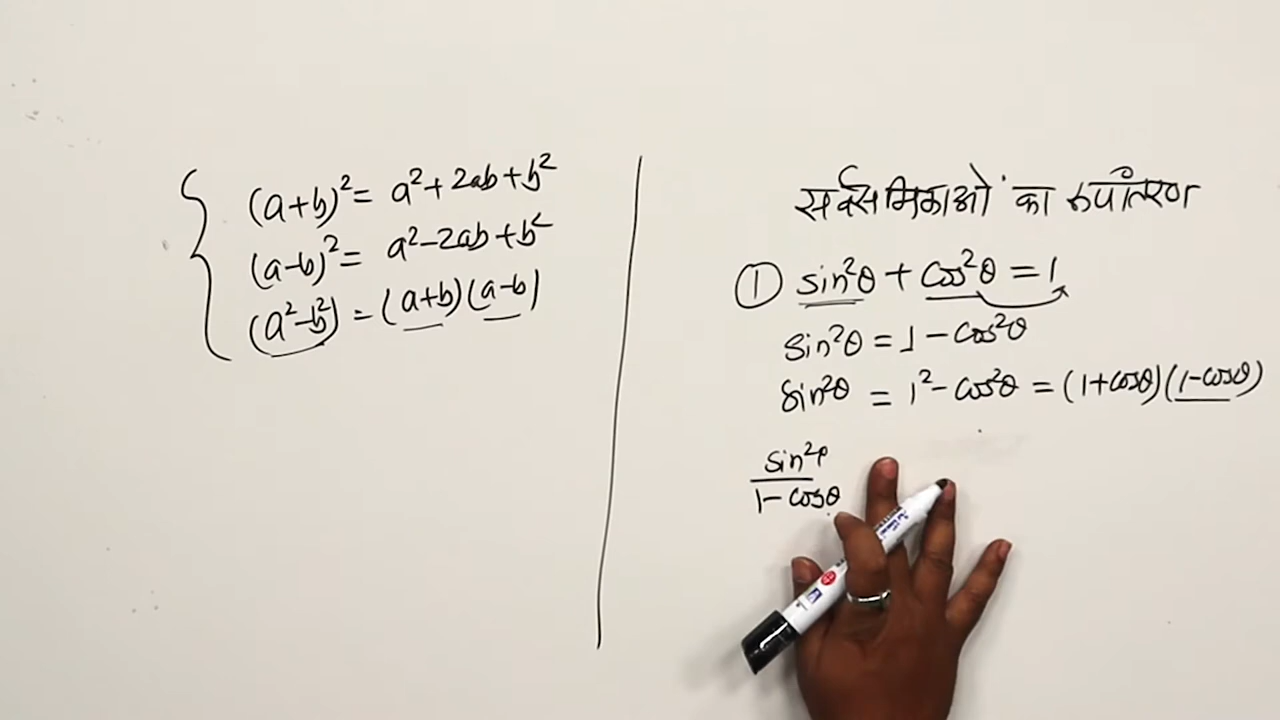 (a+b)² = a²+2ab+b²
(a-b)² = a²-2ab+b²
(a²-b²) = (a+b)(a-b)
सर्वसमिकाओं का रुपांतरण
① sin²θ + cos²θ = 1
sin²θ = 1 - cos²θ
sin²θ = 1² - cos²θ = (1+cosθ)(1-cosθ)
sin²θ
1 - cosθ